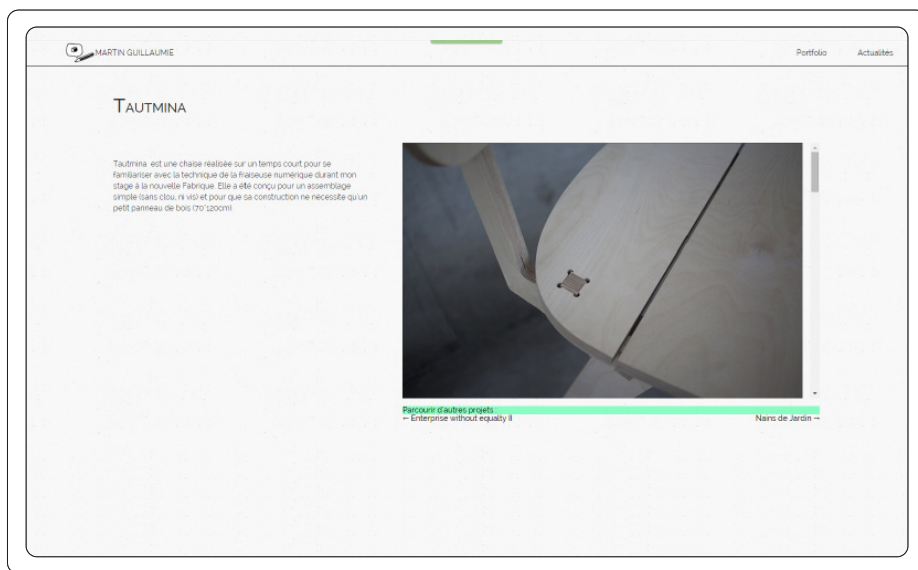 MARTIN GUILLAUMIE
Portfolio
Actualités
TAUTMINA
Tautmina est une chaise réalisée sur un temps court pour se
familiariser avec la technique de la fraiseuse numérique durant mon
stage à la nouvelle Fabrique. Elle a été conçu pour un assemblage
simple (sans clou, ni vis) et pour que sa construction ne nécessite qu'un
petit panneau de bois (70*120cm)
Parcourir d'autres projets :
← Enterprise without equalty II
Nains de Jardin →